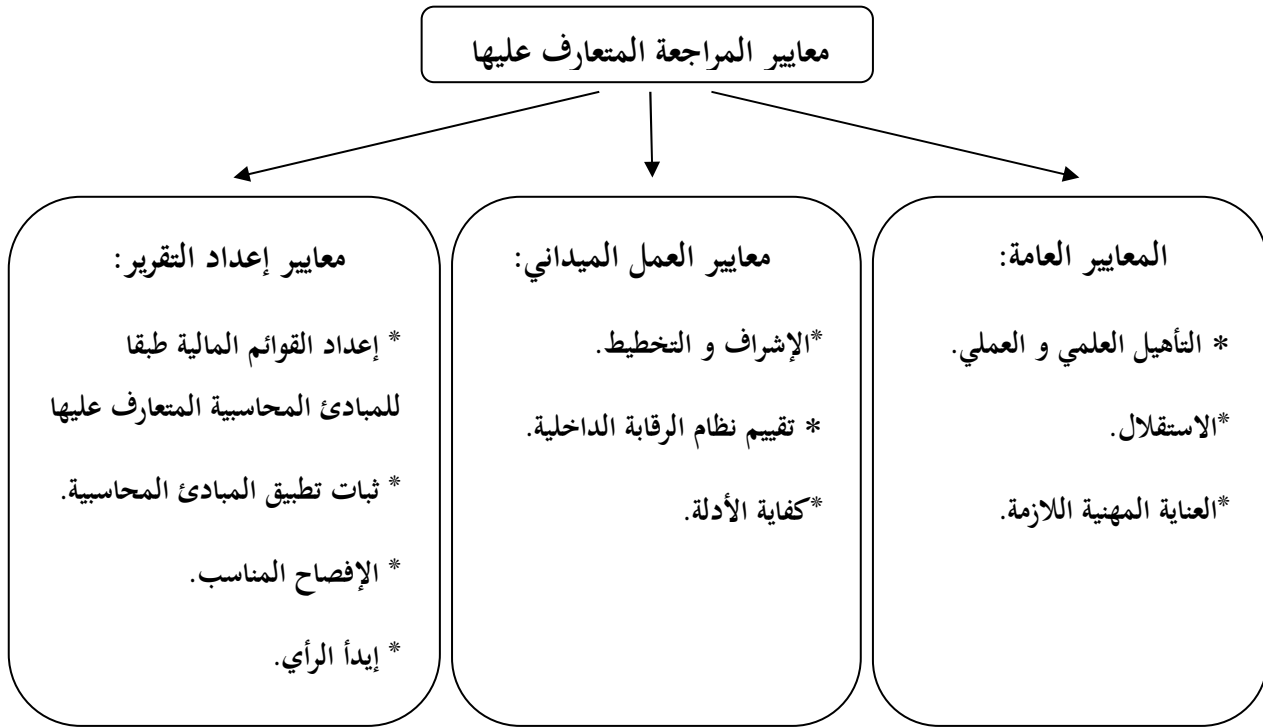 معايير المراجعة المتعارف عليها
المعايير العامة:
* التأهيل العلمي و العملي.
*الاستقلال.
*العناية المهنية اللازمة.
معايير العمل الميداني:
*الإشراف و التخطيط.
* تقييم نظام الرقابة الداخلية.
*كفاية الأدلة.
معايير إعداد التقرير:
* إعداد القوائم المالية طبقا
للمبادئ المحاسبية المتعارف عليها
* ثبات تطبيق المبادئ المحاسبية.
* الإفصاح المناسب.
* إيدأ الرأي.